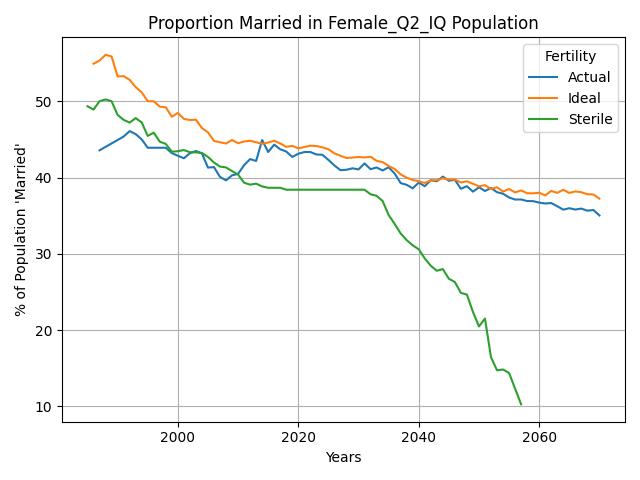 Proportion Married in Female_Q2_IQ Population
Fertility
Actual
Ideal
Sterile
% of Population 'Married'
50
40
30
20
10
2000 2020 2040 2060
Years